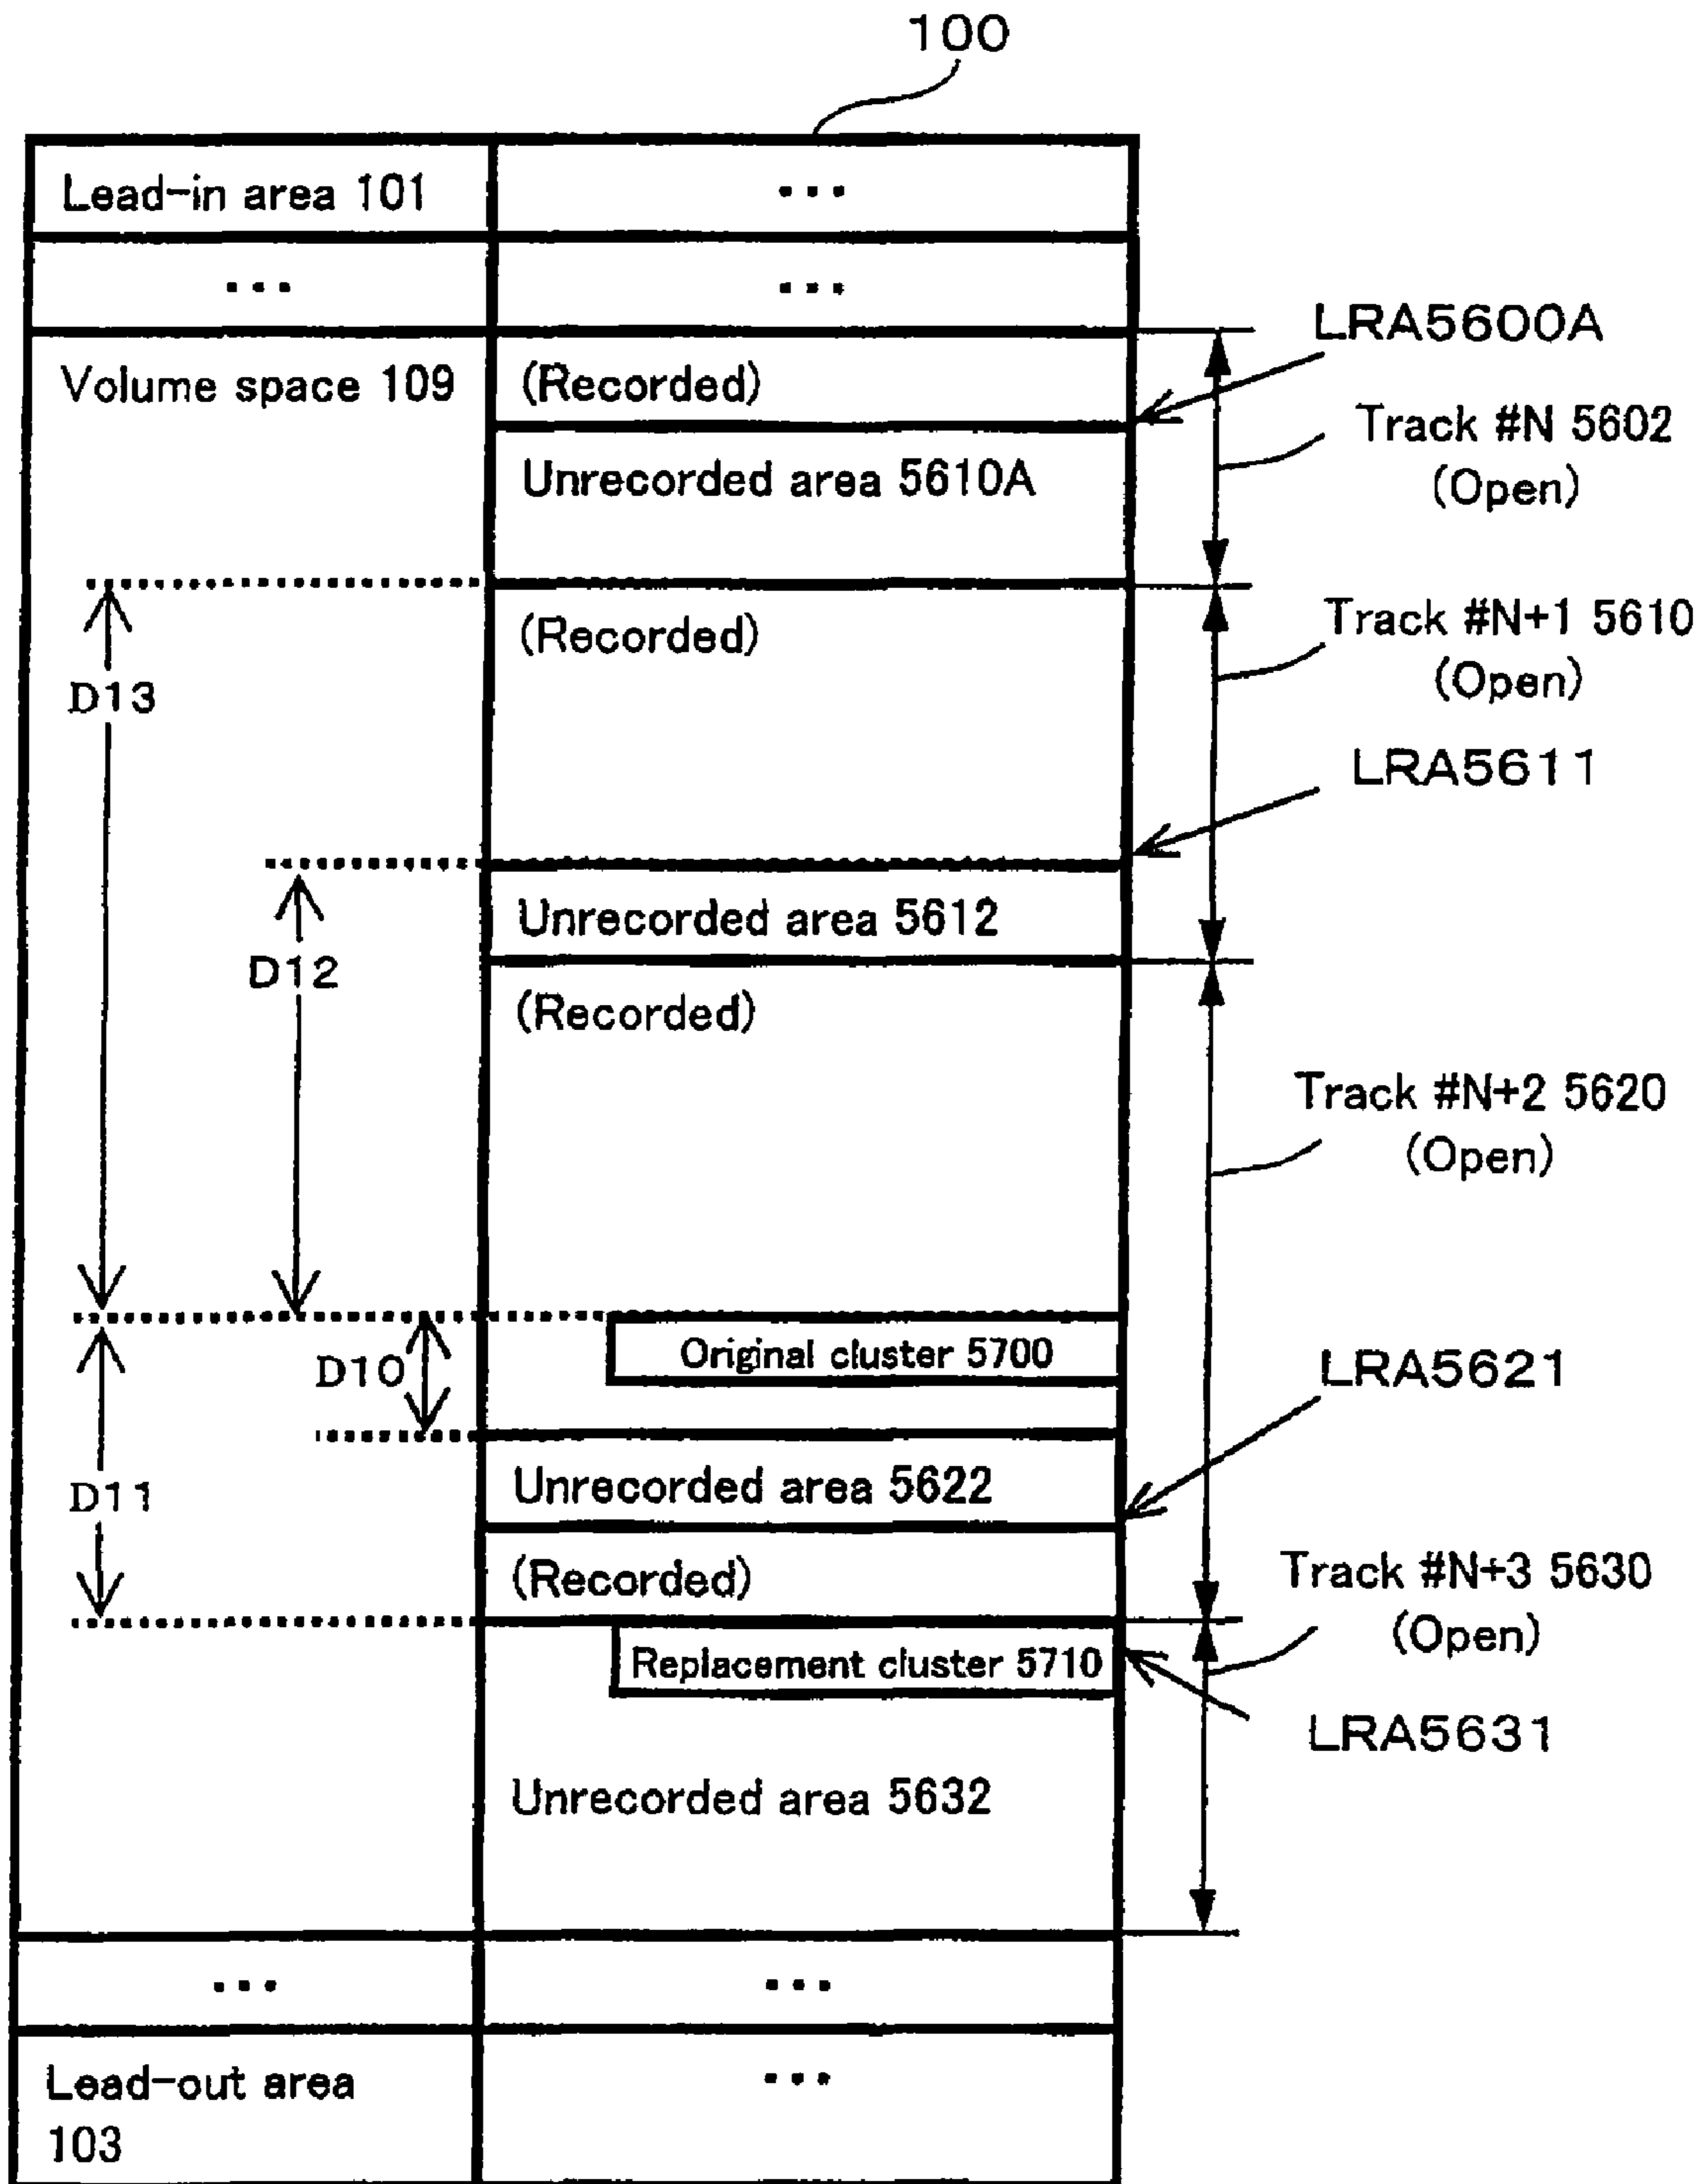 100
Lead-in area 101
...
...
...
LRA5600A
Volume space 109
(Recorded)
Track #N 5602
(Open)
Unrecorded area 5610A
Track #N+1 5610
(Open)
(Recorded)
D13
LRA5611
Unrecorded area 5612
D12
(Recorded)
Track #N+2 5620
(Open)
Original cluster 5700
D10
LRA5621
Unrecorded area 5622
D11
(Recorded)
Track #N+3 5630
(Open)
Replacement cluster 5710
LRA5631
Unrecorded area 5632
...
...
Lead-out area
103
...